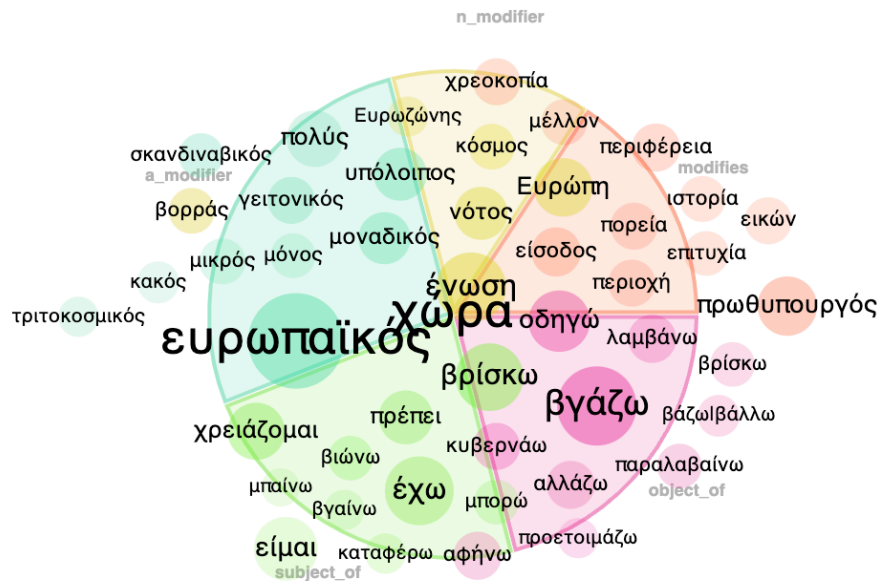 n_modifier
χρεοκοπία
Ευρωζώνης
μέλλον
πολύς
κόσμος
περιφέρεια
σκανδιναβικός
a_modifier
υπόλοιπος
modifies
Ευρώπη
ιστορία
γειτονικός
βορράς
νότος
εικών
πορεία
μοναδικός
είσοδος
επιτυχία
μόνος
μικρός
κακός
περιοχή
ένωση
πρωθυπουργός
τριτοκοσμικός
χώρα
οδηγώ
ευρωπαϊκός
λαμβάνω
βρίσκω
βρίσκω
βγάζω
βάζω|βάλλω
πρέπει
χρειάζομαι
κυβερνάω
βιώνω
παραλαβαίνω
object_of
μπαίνω
έχω
αλλάζω
μπορώ
βγαίνω
προετοιμάζω
είμαι
καταφέρω
αφήνω
subject_of